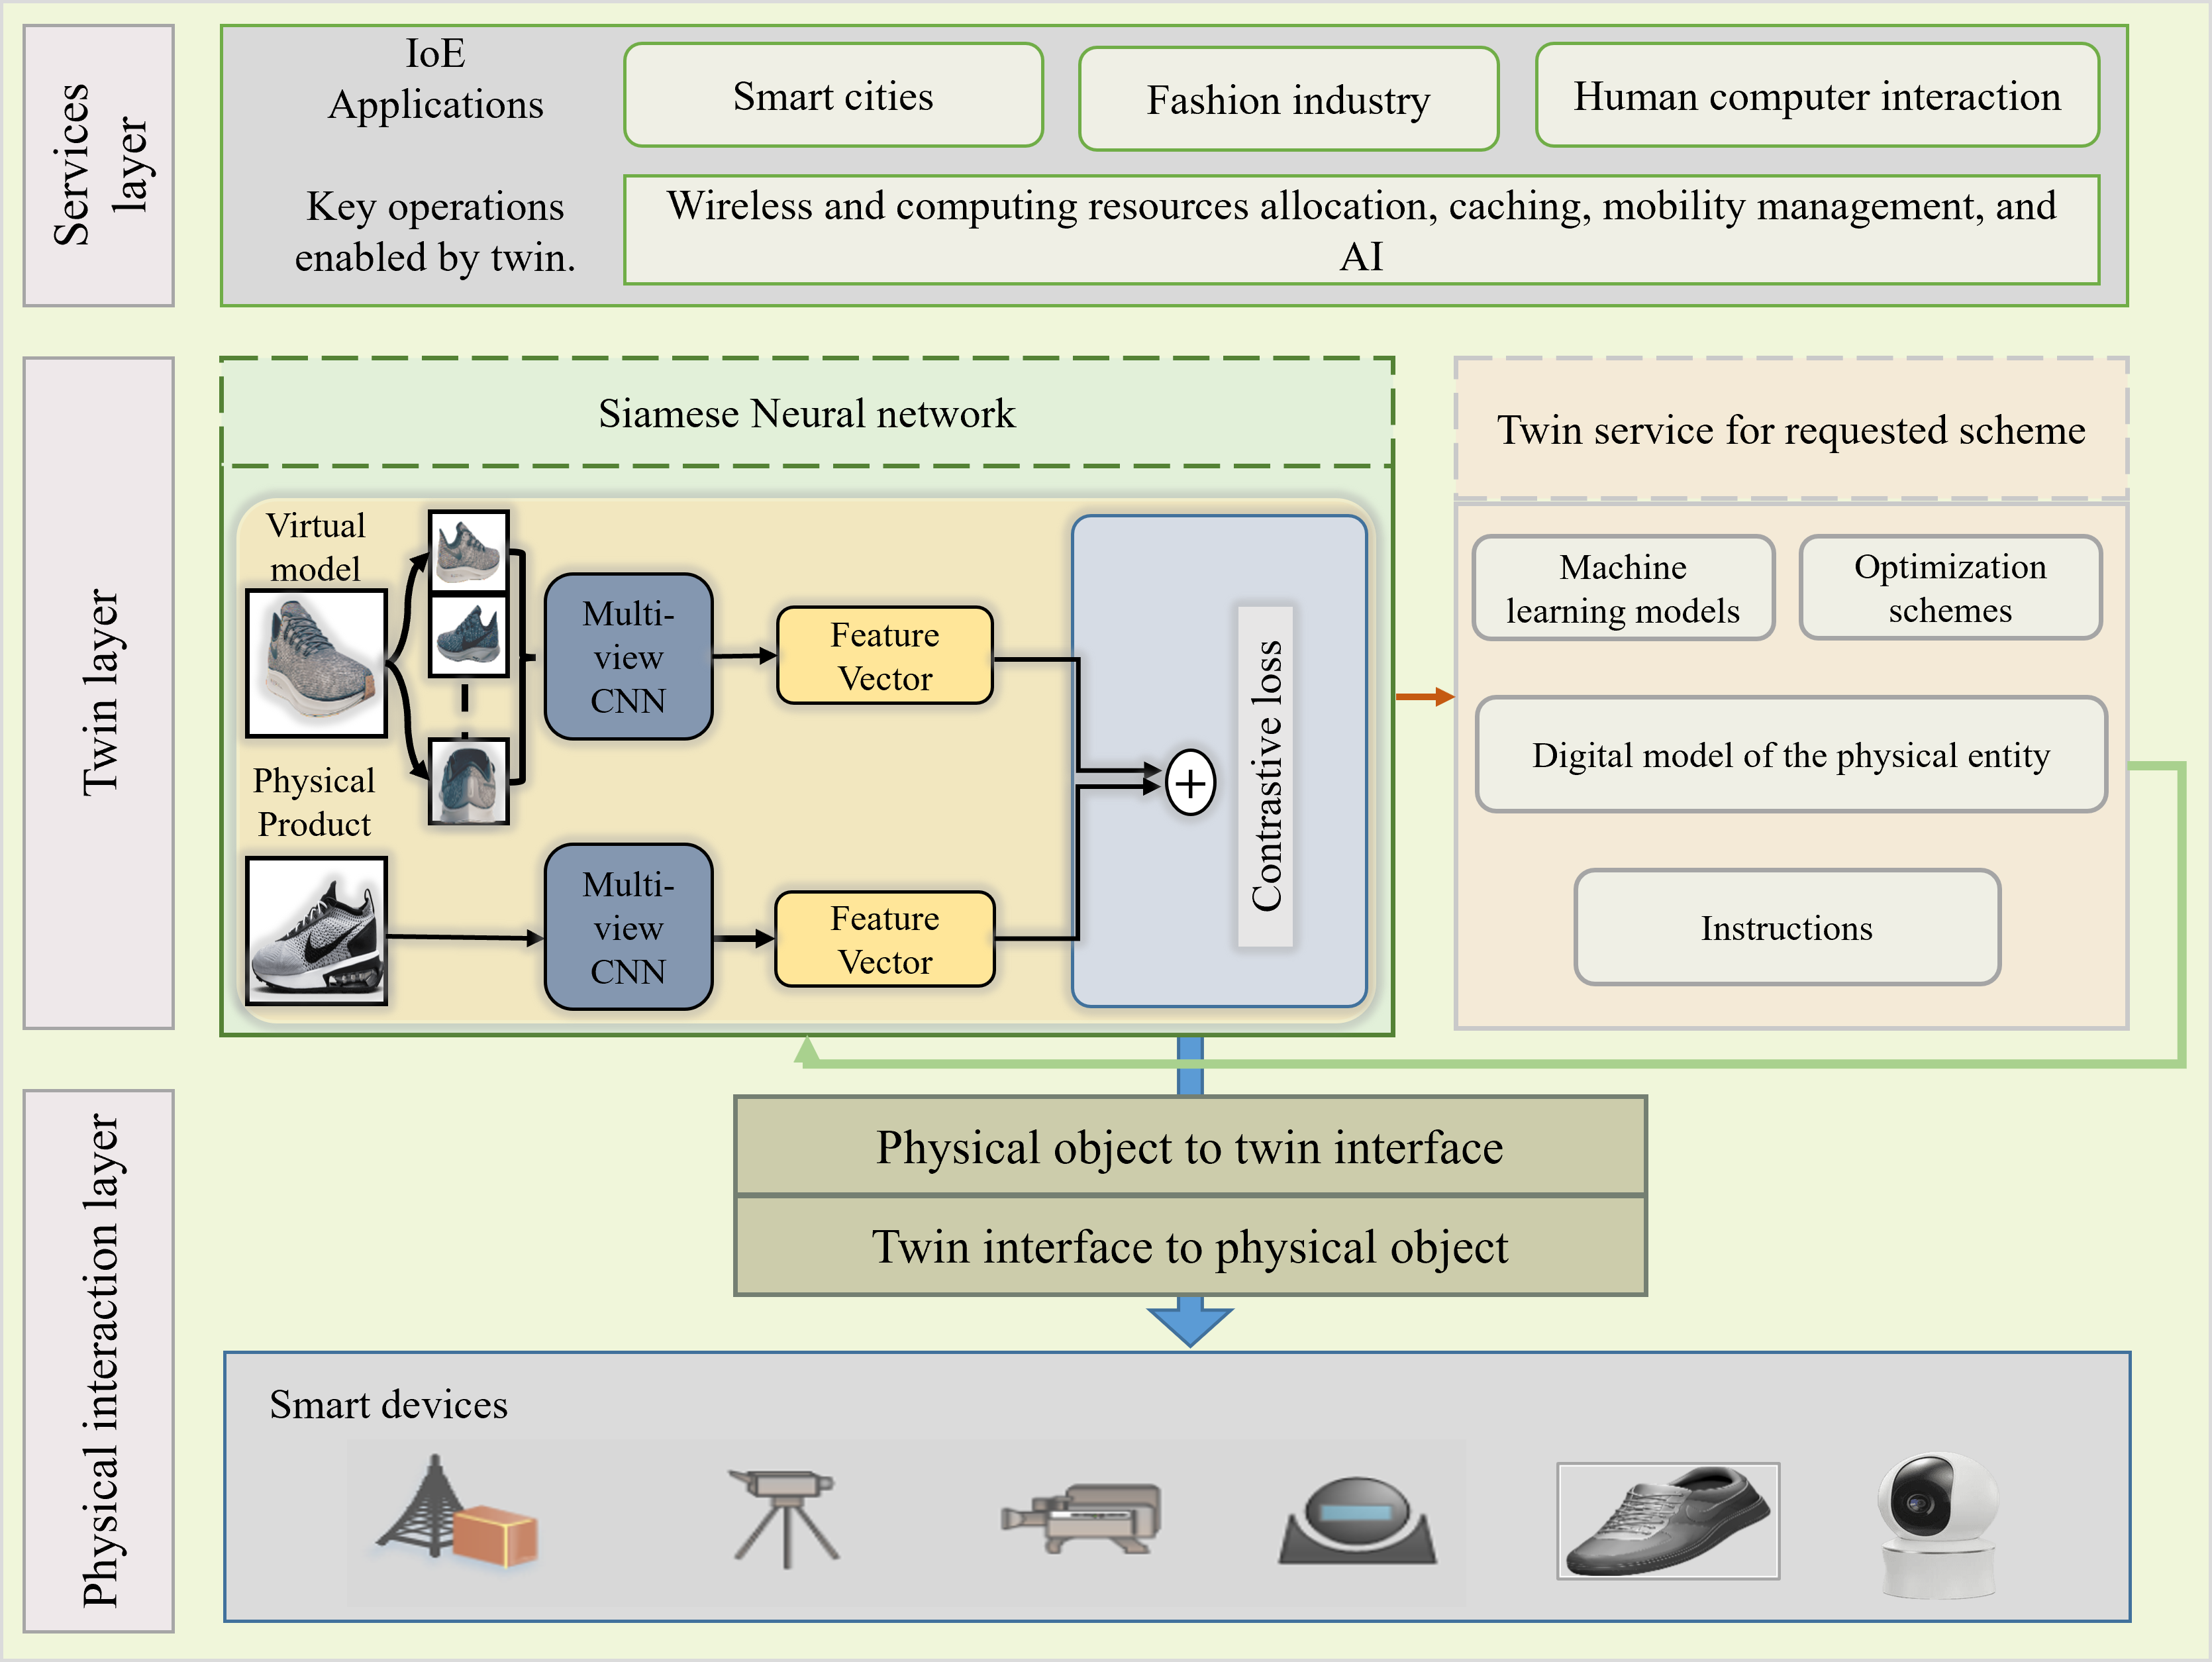 Services
layer
IoE
Applications
Smart cities
Fashion industry
Human computer interaction
Key operations
enabled by twin.
Wireless and computing resources allocation, caching, mobility management, and
AI
Twin layer
Siamese Neural network
Virtual
model
Multi-
view
CNN
Feature
Vector
Physical
Product
Multi-
view
CNN
Feature
Vector
+
Contrastive loss
Twin service for requested scheme
Machine
learning models
Optimization
schemes
Digital model of the physical entity
Instructions
Physical interaction layer
Physical object to twin interface
Twin interface to physical object
Smart devices